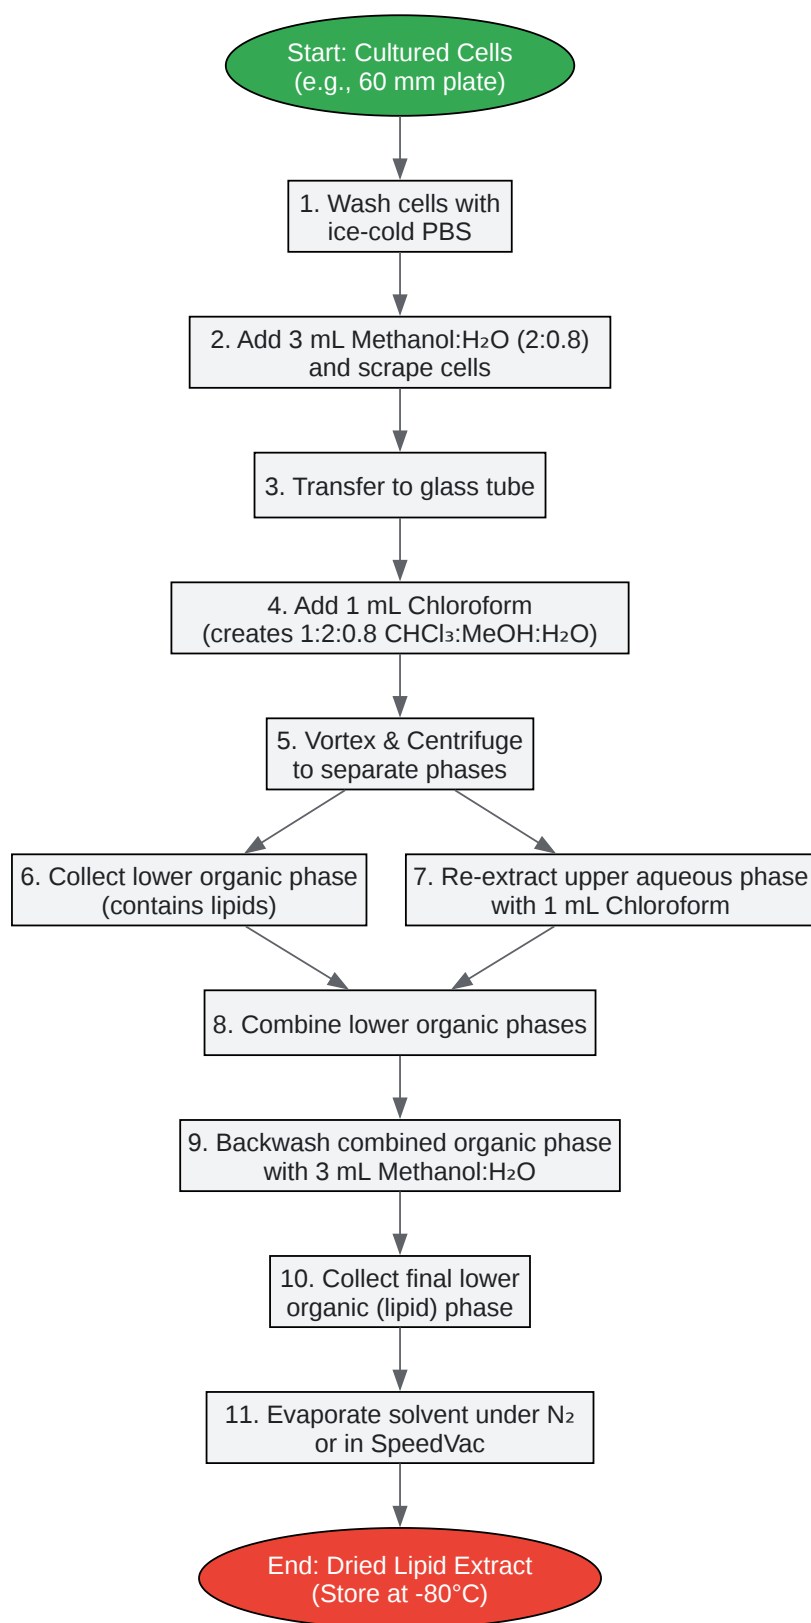 Start: Cultured Cells
(e.g., 60 mm plate)
1. Wash cells with
ice-cold PBS
2. Add 3 mL Methanol:H₂O (2:0.8)
and scrape cells
3. Transfer to glass tube
4. Add 1 mL Chloroform
(creates 1:2:0.8 CHCl₃:MeOH:H₂O)
5. Vortex & Centrifuge
to separate phases
6. Collect lower organic phase
(contains lipids)
7. Re-extract upper aqueous phase
with 1 mL Chloroform
8. Combine lower organic phases
9. Backwash combined organic phase
with 3 mL Methanol:H₂O
10. Collect final lower
organic (lipid) phase
11. Evaporate solvent under N₂
or in SpeedVac
End: Dried Lipid Extract
(Store at -80°C)